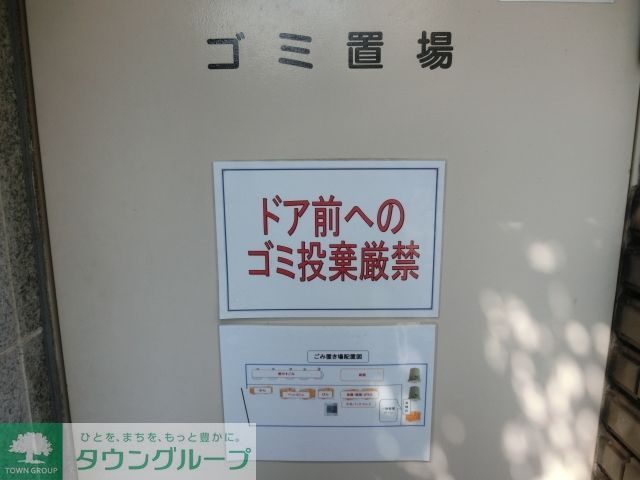 ゴミ置場
ドア前への
ゴミ投棄厳禁
ごみ置き場配置図
ひとを、まちを、もっと豊かに。
TOWN GROUP
タウングループ